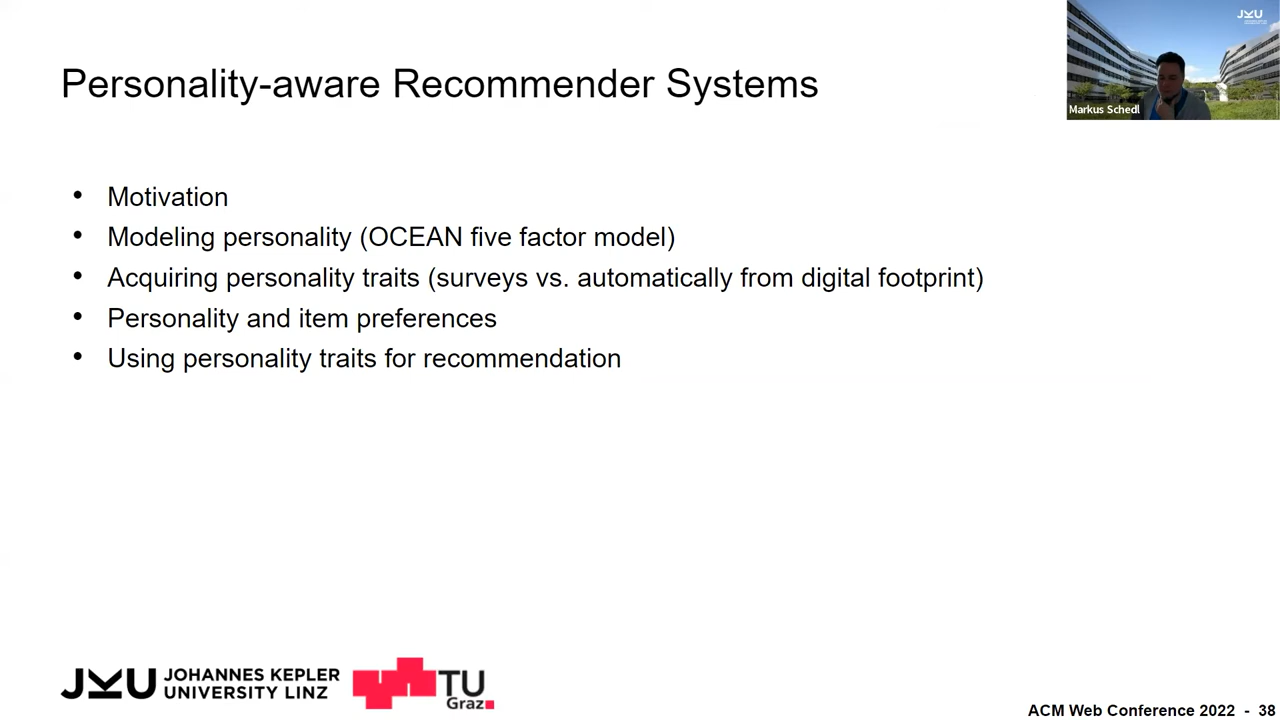 JKU
Markus Schedl
Personality-aware Recommender Systems
• Motivation
• Modeling personality (OCEAN five factor model)
• Acquiring personality traits (surveys vs. automatically from digital footprint)
• Personality and item preferences
• Using personality traits for recommendation
JKU JOHANNES KEPLER
UNIVERSITY LINZ
TU
Graz
ACM Web Conference 2022 - 38